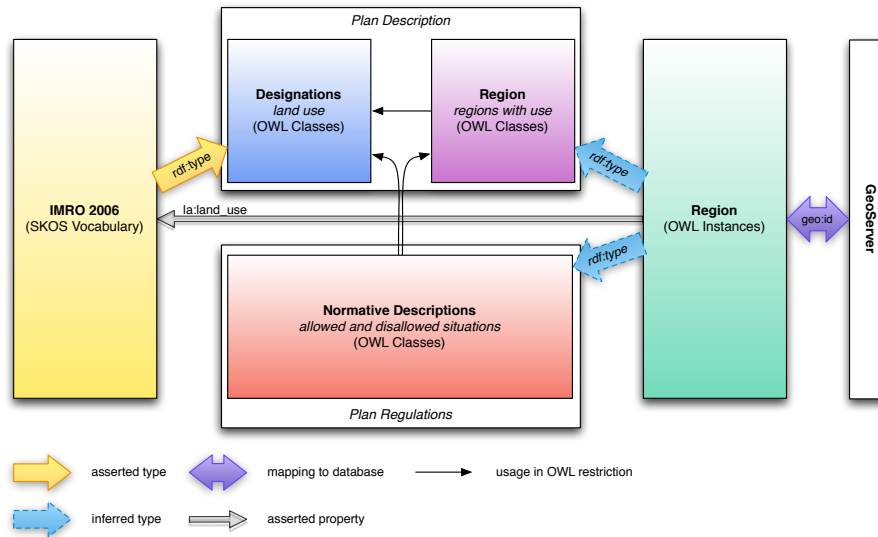 Plan Description
Designations
land use
(OWL Classes)
Region
regions with use
(OWL Classes)
rdf:type
rdf:type
IMRO 2006
(SKOS Vocabulary)
la:land_use
Region
(OWL Instances)
geo:id
GeoServer
rdf:type
Normative Descriptions
allowed and disallowed situations
(OWL Classes)
Plan Regulations
asserted type
mapping to database
usage in OWL restriction
inferred type
asserted property